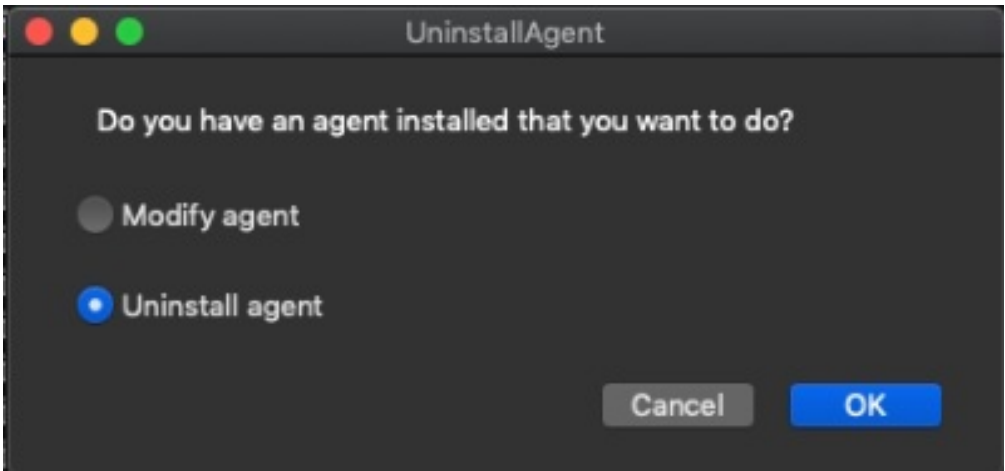 UninstallAgent
Do you have an agent installed that you want to do?
Modify agent
Uninstall agent
Cancel OK